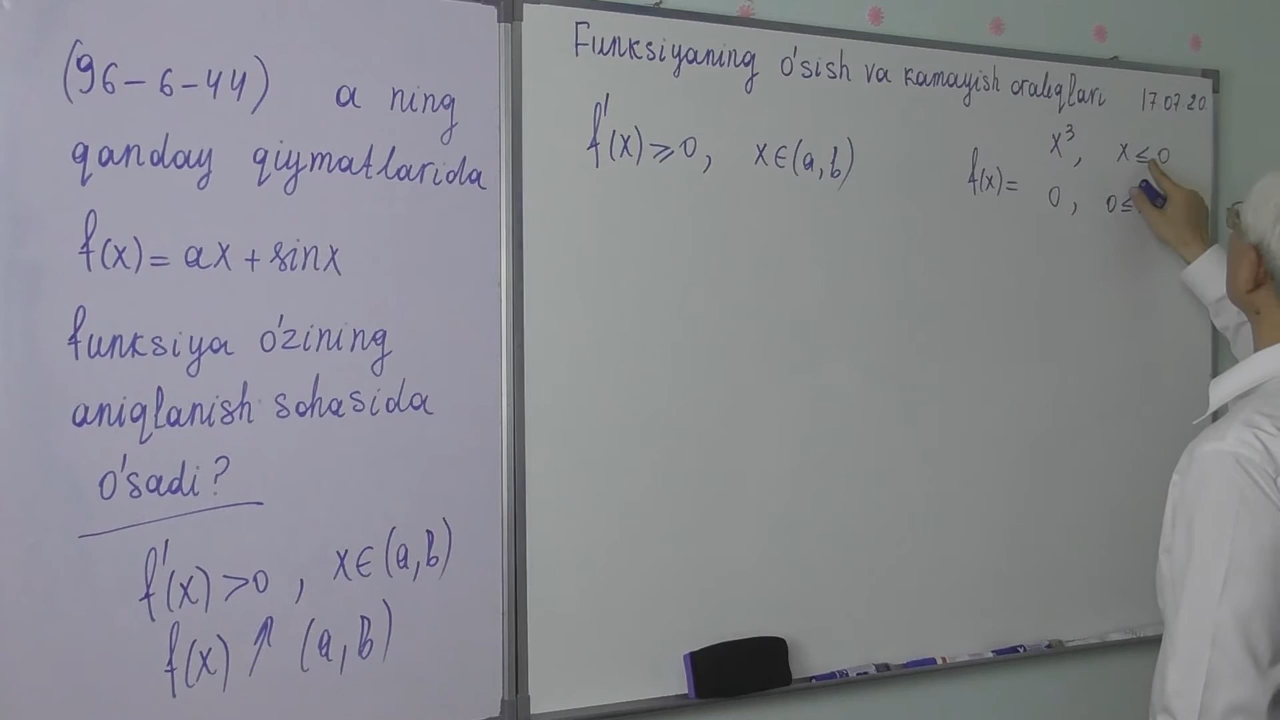 (96-6-44) a ning
qanday qiymatlarida
f(x) = ax + sinx
funksiya o'zining
aniqlanish sohasida
o'sadi?
f'(x) > 0, x∈(a,b)
f(x) ↑ (a,b)
Funksiyaning o'sish va kamayish oraliqlari 17.07.20
f'(x) ⩾ 0, x∈(a,b)
x³, x ≤ 0
f(x) =
0, 0 ≤